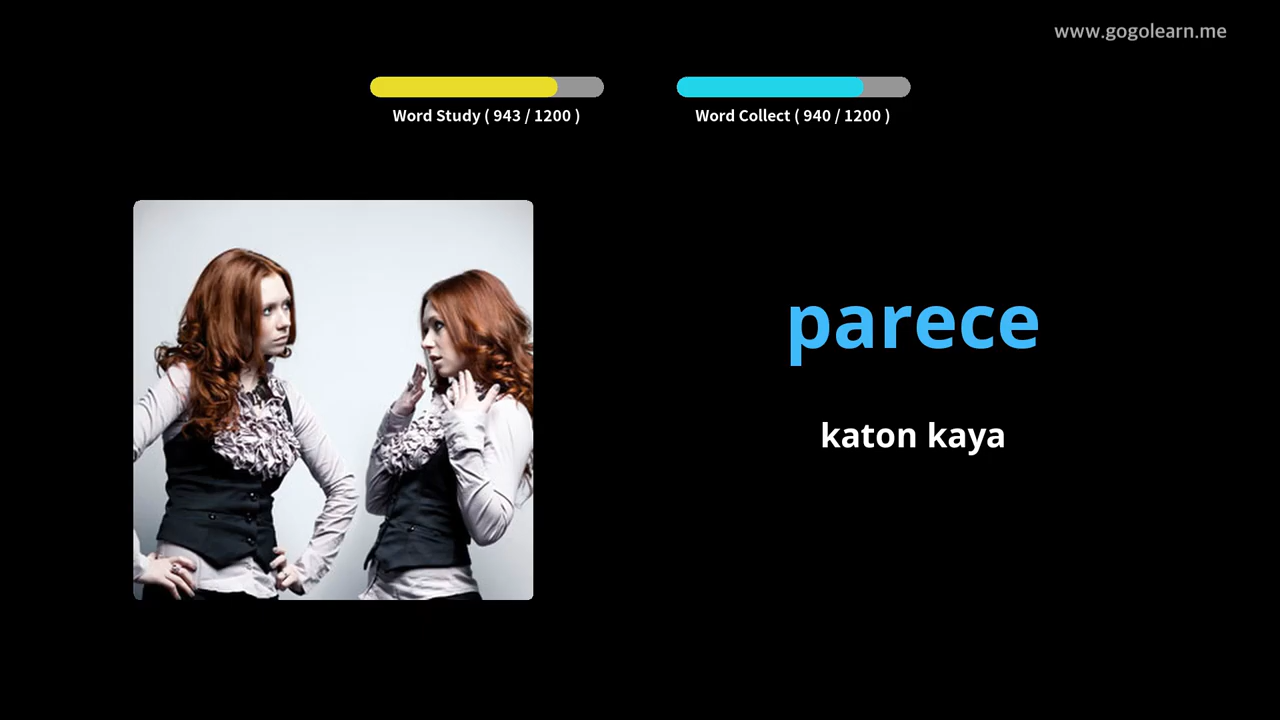 www.gogolearn.me
Word Study ( 943 / 1200 )
Word Collect ( 940 / 1200 )
parece
katon kaya